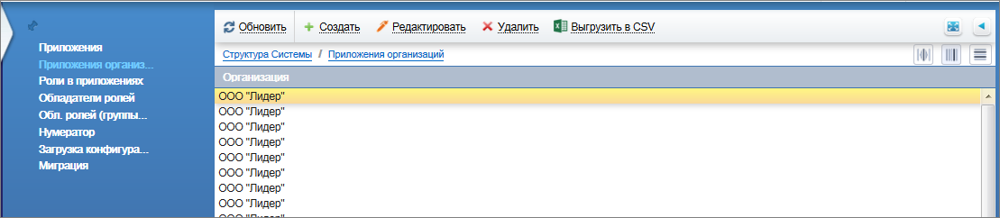 Обновить Создать Редактировать Удалить Выгрузить в CSV
Структура Системы / Приложения организаций
Приложения
Приложения организ...
Роли в приложениях
Обладатели ролей
Обл. ролей (группы...
Нумератор
Загрузка конфигура...
Миграция
Организация
ООО "Лидер"
ООО "Лидер"
ООО "Лидер"
ООО "Лидер"
ООО "Лидер"
ООО "Лидер"
ООО "Лидер"
ООО "Лидер"
ООО "Лидер"